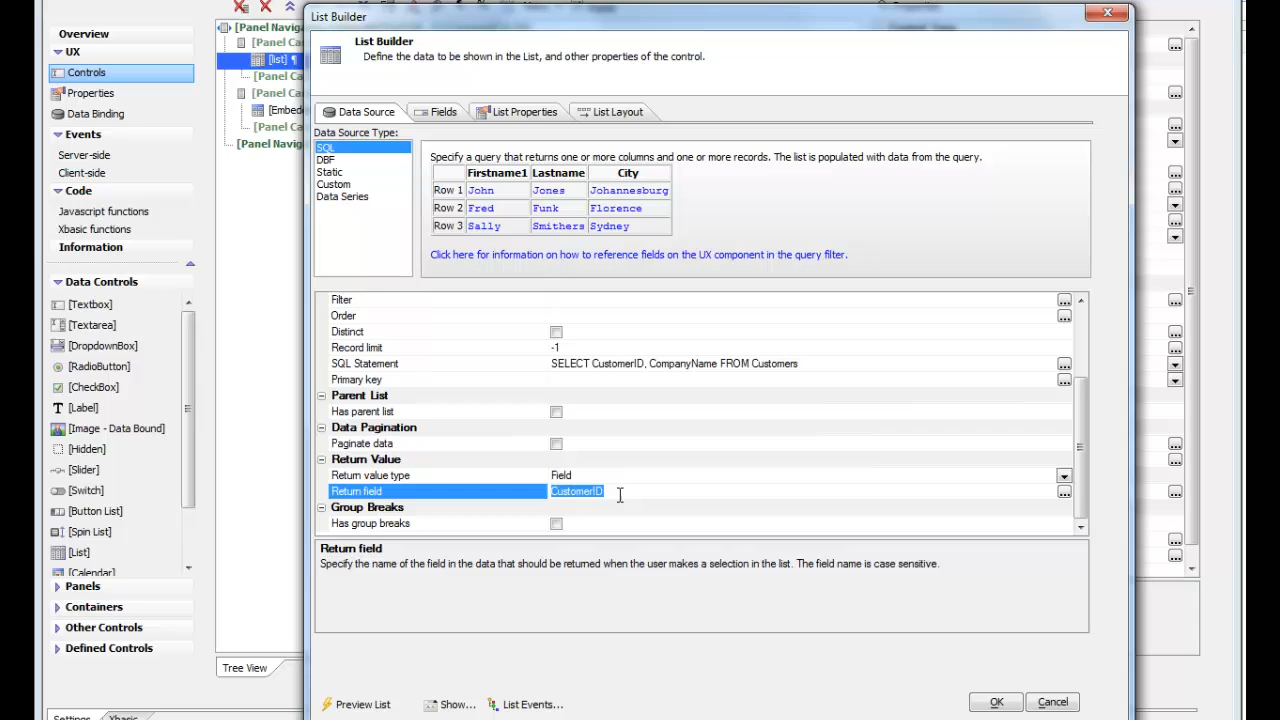 List Builder
List Builder
Define the data to be shown in the List, and other properties of the control.
Overview
UX
Controls
Properties
Data Binding
Events
Server-side
Client-side
Code
Javascript functions
Xbasic functions
Information
Data Controls
[Textbox]
[Textarea]
[DropdownBox]
[RadioButton]
[CheckBox]
[Label]
[Image - Data Bound]
[Hidden]
[Slider]
[Switch]
[Button List]
[Spin List]
[List]
[Calendar]
Panels
Containers
Other Controls
Defined Controls
[Panel Naviga
[Panel Car
[list] ¶
[Panel Ca
[Panel Car
[Embed
[Panel Ca
[Panel Navig
Tree View
Settings Xbasic
Data Source Fields List Properties List Layout
Data Source Type:
SQL
DBF
Static
Custom
Data Series
Specify a query that returns one or more columns and one or more records. The list is populated with data from the query.
Firstname1 Lastname City
Row 1 John Jones Johannesburg
Row 2 Fred Funk Florence
Row 3 Sally Smithers Sydney
Click here for information on how to reference fields on the UX component in the query filter.
Filter
Order
Distinct
Record limit -1
SQL Statement SELECT CustomerID, CompanyName FROM Customers
Primary key
Parent List
Has parent list
Data Pagination
Paginate data
Return Value
Return value type Field
Return field CustomerID
Group Breaks
Has group breaks
Return field
Specify the name of the field in the data that should be returned when the user makes a selection in the list. The field name is case sensitive.
Preview List Show... List Events... OK Cancel